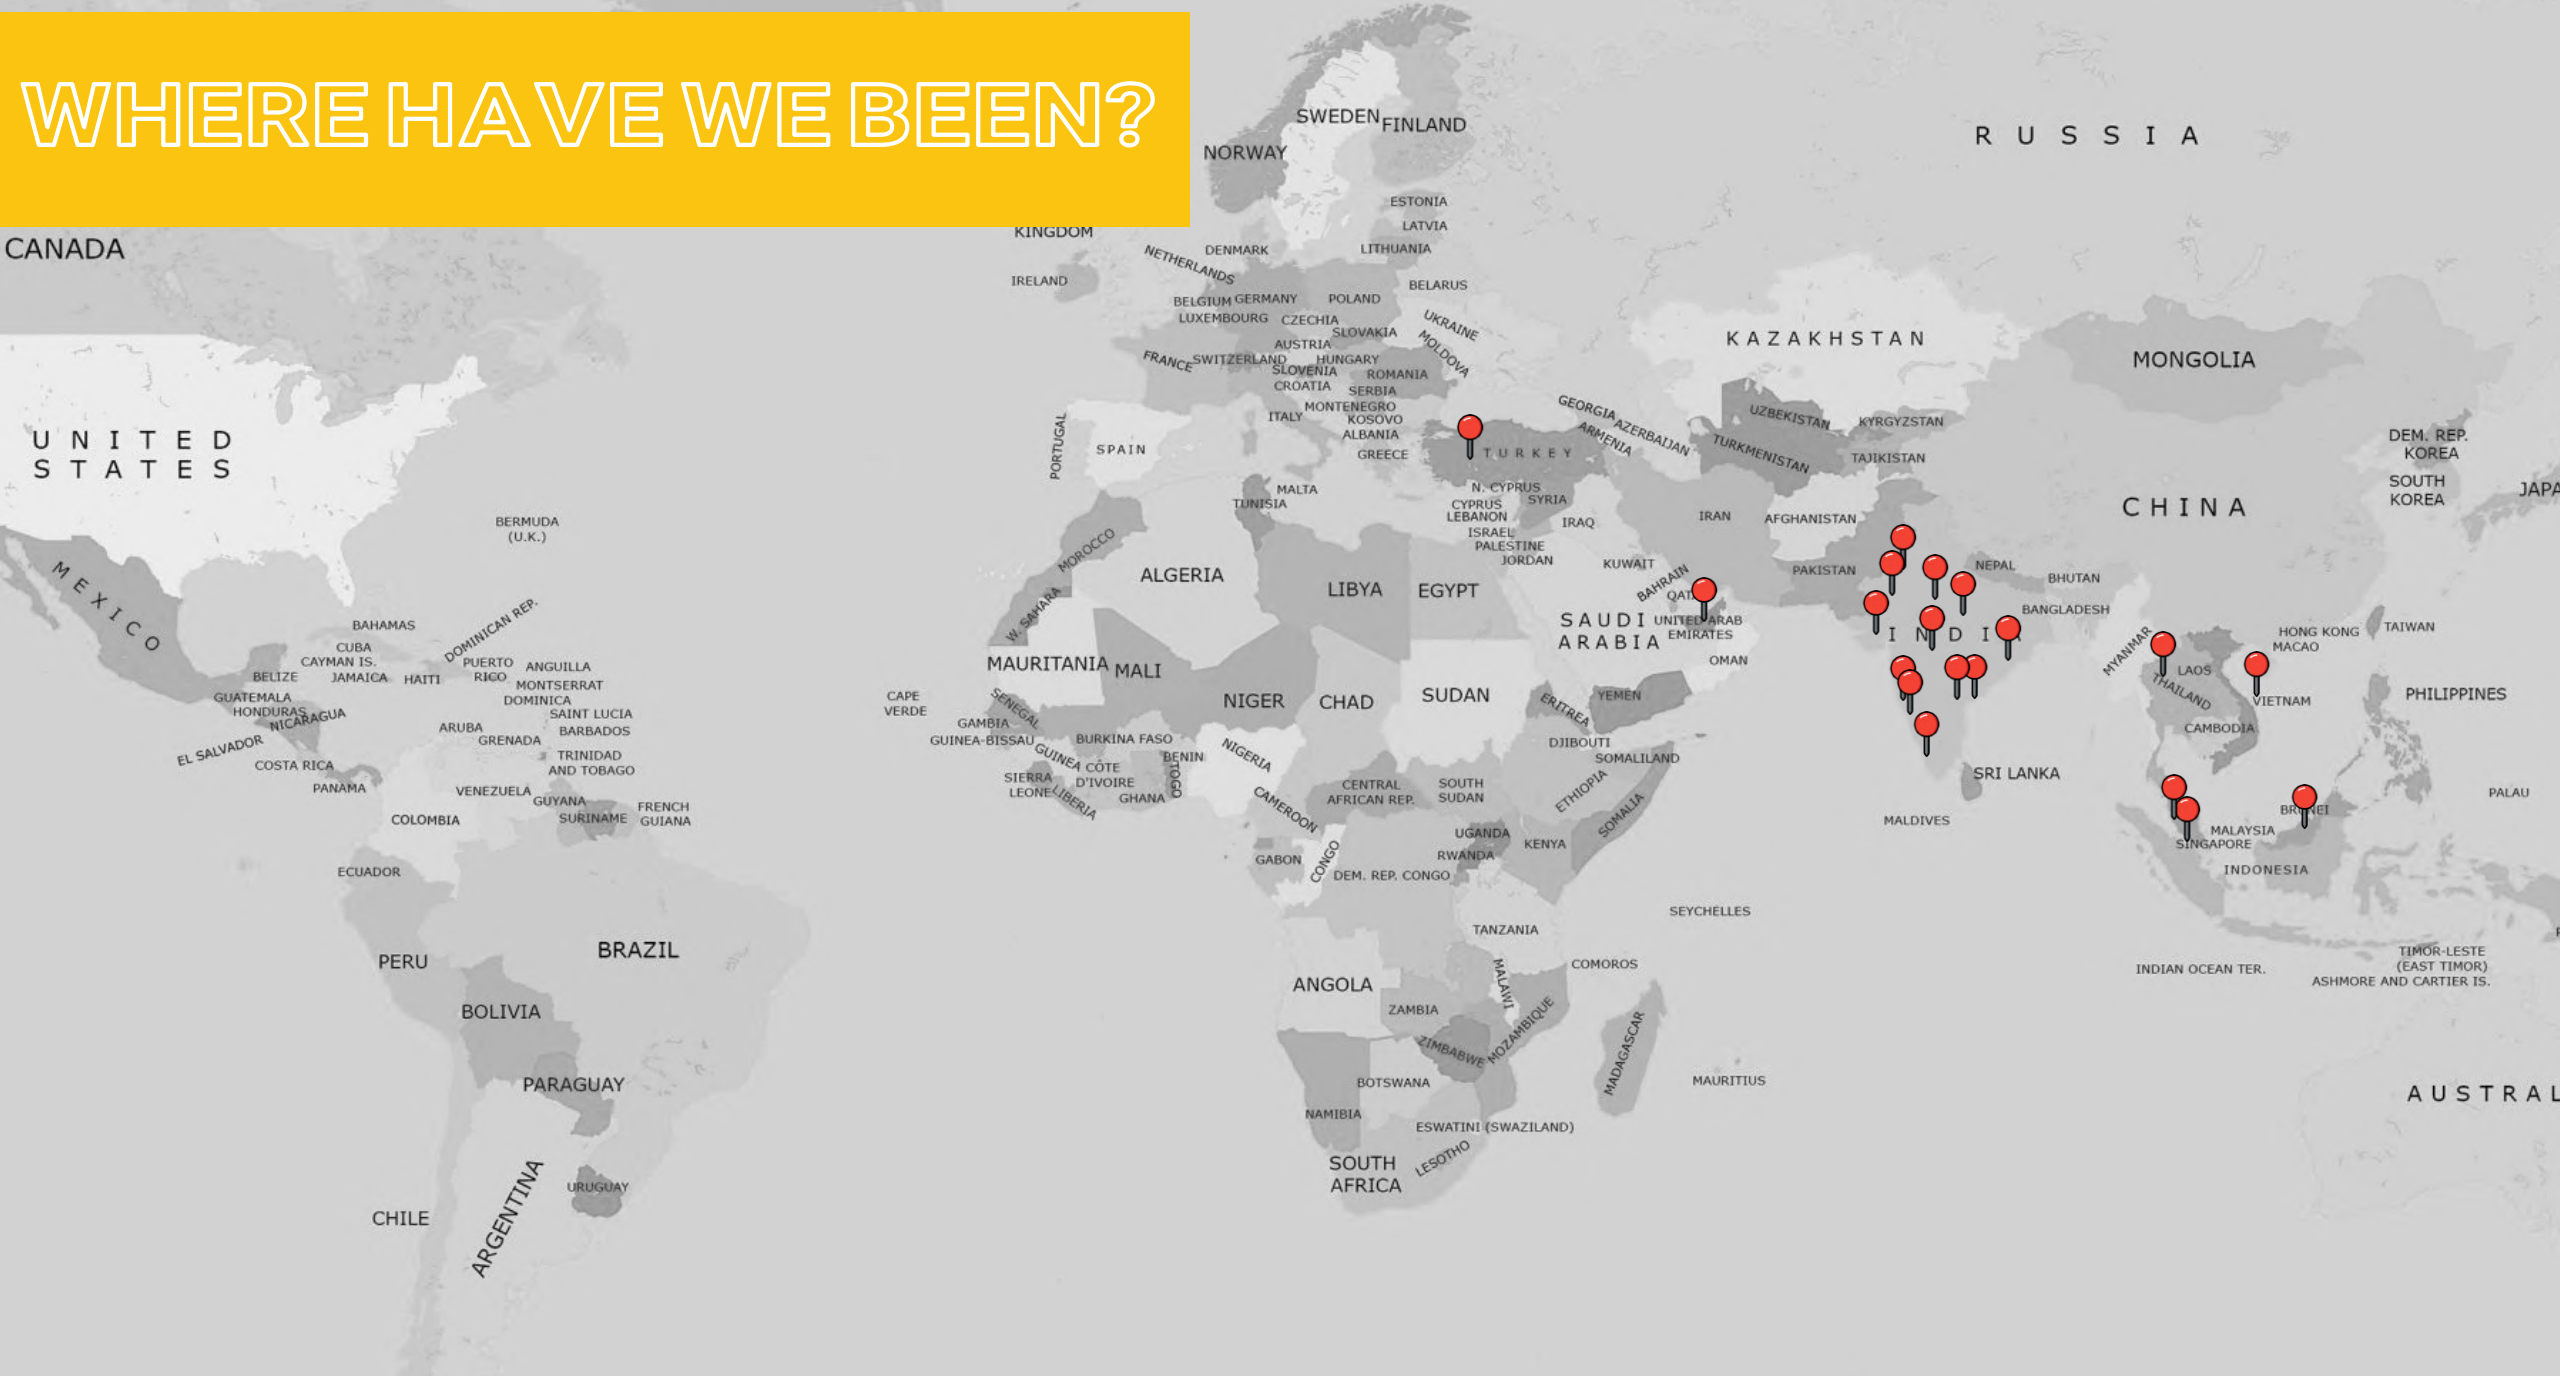 WHERE HAVE WE BEEN?
SWEDEN
FINLAND
NORWAY
RUSSIA
ESTONIA
LATVIA
LITHUANIA
KINGDOM
DENMARK
NETHERLANDS
IRELAND
BELARUS
BELGIUM
GERMANY
POLAND
LUXEMBOURG
CZECHIA
SLOVAKIA
UKRAINE
MOLDOVA
AUSTRIA
FRANCE
SWITZERLAND
HUNGARY
SLOVENIA
ROMANIA
CROATIA
SERBIA
MONTENEGRO
ITALY
KOSOVO
ALBANIA
GREECE
PORTUGAL
SPAIN
CANADA
UNITED
STATES
MEXICO
BERMUDA
(U.K.)
BAHAMAS
CUBA
DOMINICAN REP.
CAYMAN IS.
JAMAICA
HAITI
PUERTO
RICO
ANGUILLA
MONTSERRAT
DOMINICA
BELIZE
GUATEMALA
HONDURAS
NICARAGUA
EL SALVADOR
COSTA RICA
PANAMA
ARUBA
GRENADA
SAINT LUCIA
BARBADOS
TRINIDAD
AND TOBAGO
VENEZUELA
GUYANA
SURINAME
FRENCH
GUIANA
COLOMBIA
ECUADOR
PERU
BRAZIL
BOLIVIA
PARAGUAY
URUGUAY
CHILE
ARGENTINA
KAZAKHSTAN
MONGOLIA
GEORGIA
AZERBAIJAN
ARMENIA
UZBEKISTAN
KYRGYZSTAN
TURKMENISTAN
TAJIKISTAN
TURKEY
N. CYPRUS
CYPRUS
SYRIA
LEBANON
IRAQ
ISRAEL
PALESTINE
JORDAN
IRAN
AFGHANISTAN
KUWAIT
BAHRAIN
QAT
PAKISTAN
NEPAL
BHUTAN
BANGLADESH
INDI
CHINA
DEM. REP.
KOREA
SOUTH
KOREA
JAPA
TAIWAN
HONG KONG
MACAO
MYANMAR
LAOS
THAILAND
VIETNAM
CAMBODIA
PHILIPPINES
SAUDI
ARABIA
UNITED ARAB
EMIRATES
OMAN
YEMEN
MALTA
TUNISIA
MOROCCO
ALGERIA
LIBYA
EGYPT
W. SAHARA
MAURITANIA
MALI
NIGER
CHAD
SUDAN
ERITREA
CAPE
VERDE
SENEGAL
GAMBIA
GUINEA-BISSAU
GUINEA
BURKINA FASO
BENIN
TOGO
CÔTE
D'IVOIRE
SIERRA
LEONE
LIBERIA
GHANA
NIGERIA
CAMEROON
CENTRAL
AFRICAN REP.
SOUTH
SUDAN
DJIBOUTI
SOMALILAND
ETHIOPIA
SOMALIA
UGANDA
KENYA
RWANDA
GABON
CONGO
DEM. REP. CONGO
TANZANIA
SEYCHELLES
COMOROS
ANGOLA
ZAMBIA
MALAWI
MOZAMBIQUE
ZIMBABWE
MADAGASCAR
MAURITIUS
BOTSWANA
NAMIBIA
ESWATINI (SWAZILAND)
LESOTHO
SOUTH
AFRICA
SRI LANKA
MALDIVES
BRUNEI
MALAYSIA
SINGAPORE
INDONESIA
PALAU
TIMOR-LESTE
(EAST TIMOR)
INDIAN OCEAN TER.
ASHMORE AND CARTIER IS.
AUSTRAL